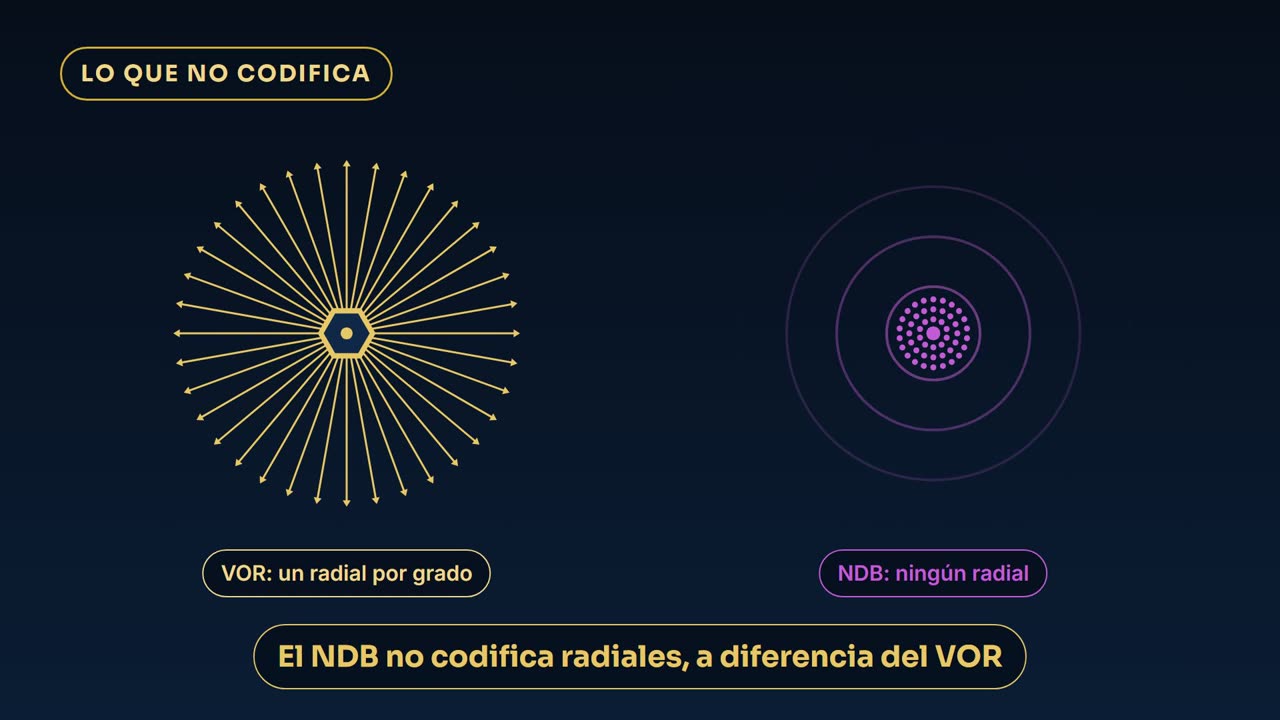 LO QUE NO CODIFICA
VOR: un radial por grado
NDB: ningún radial
El NDB no codifica radiales, a diferencia del VOR